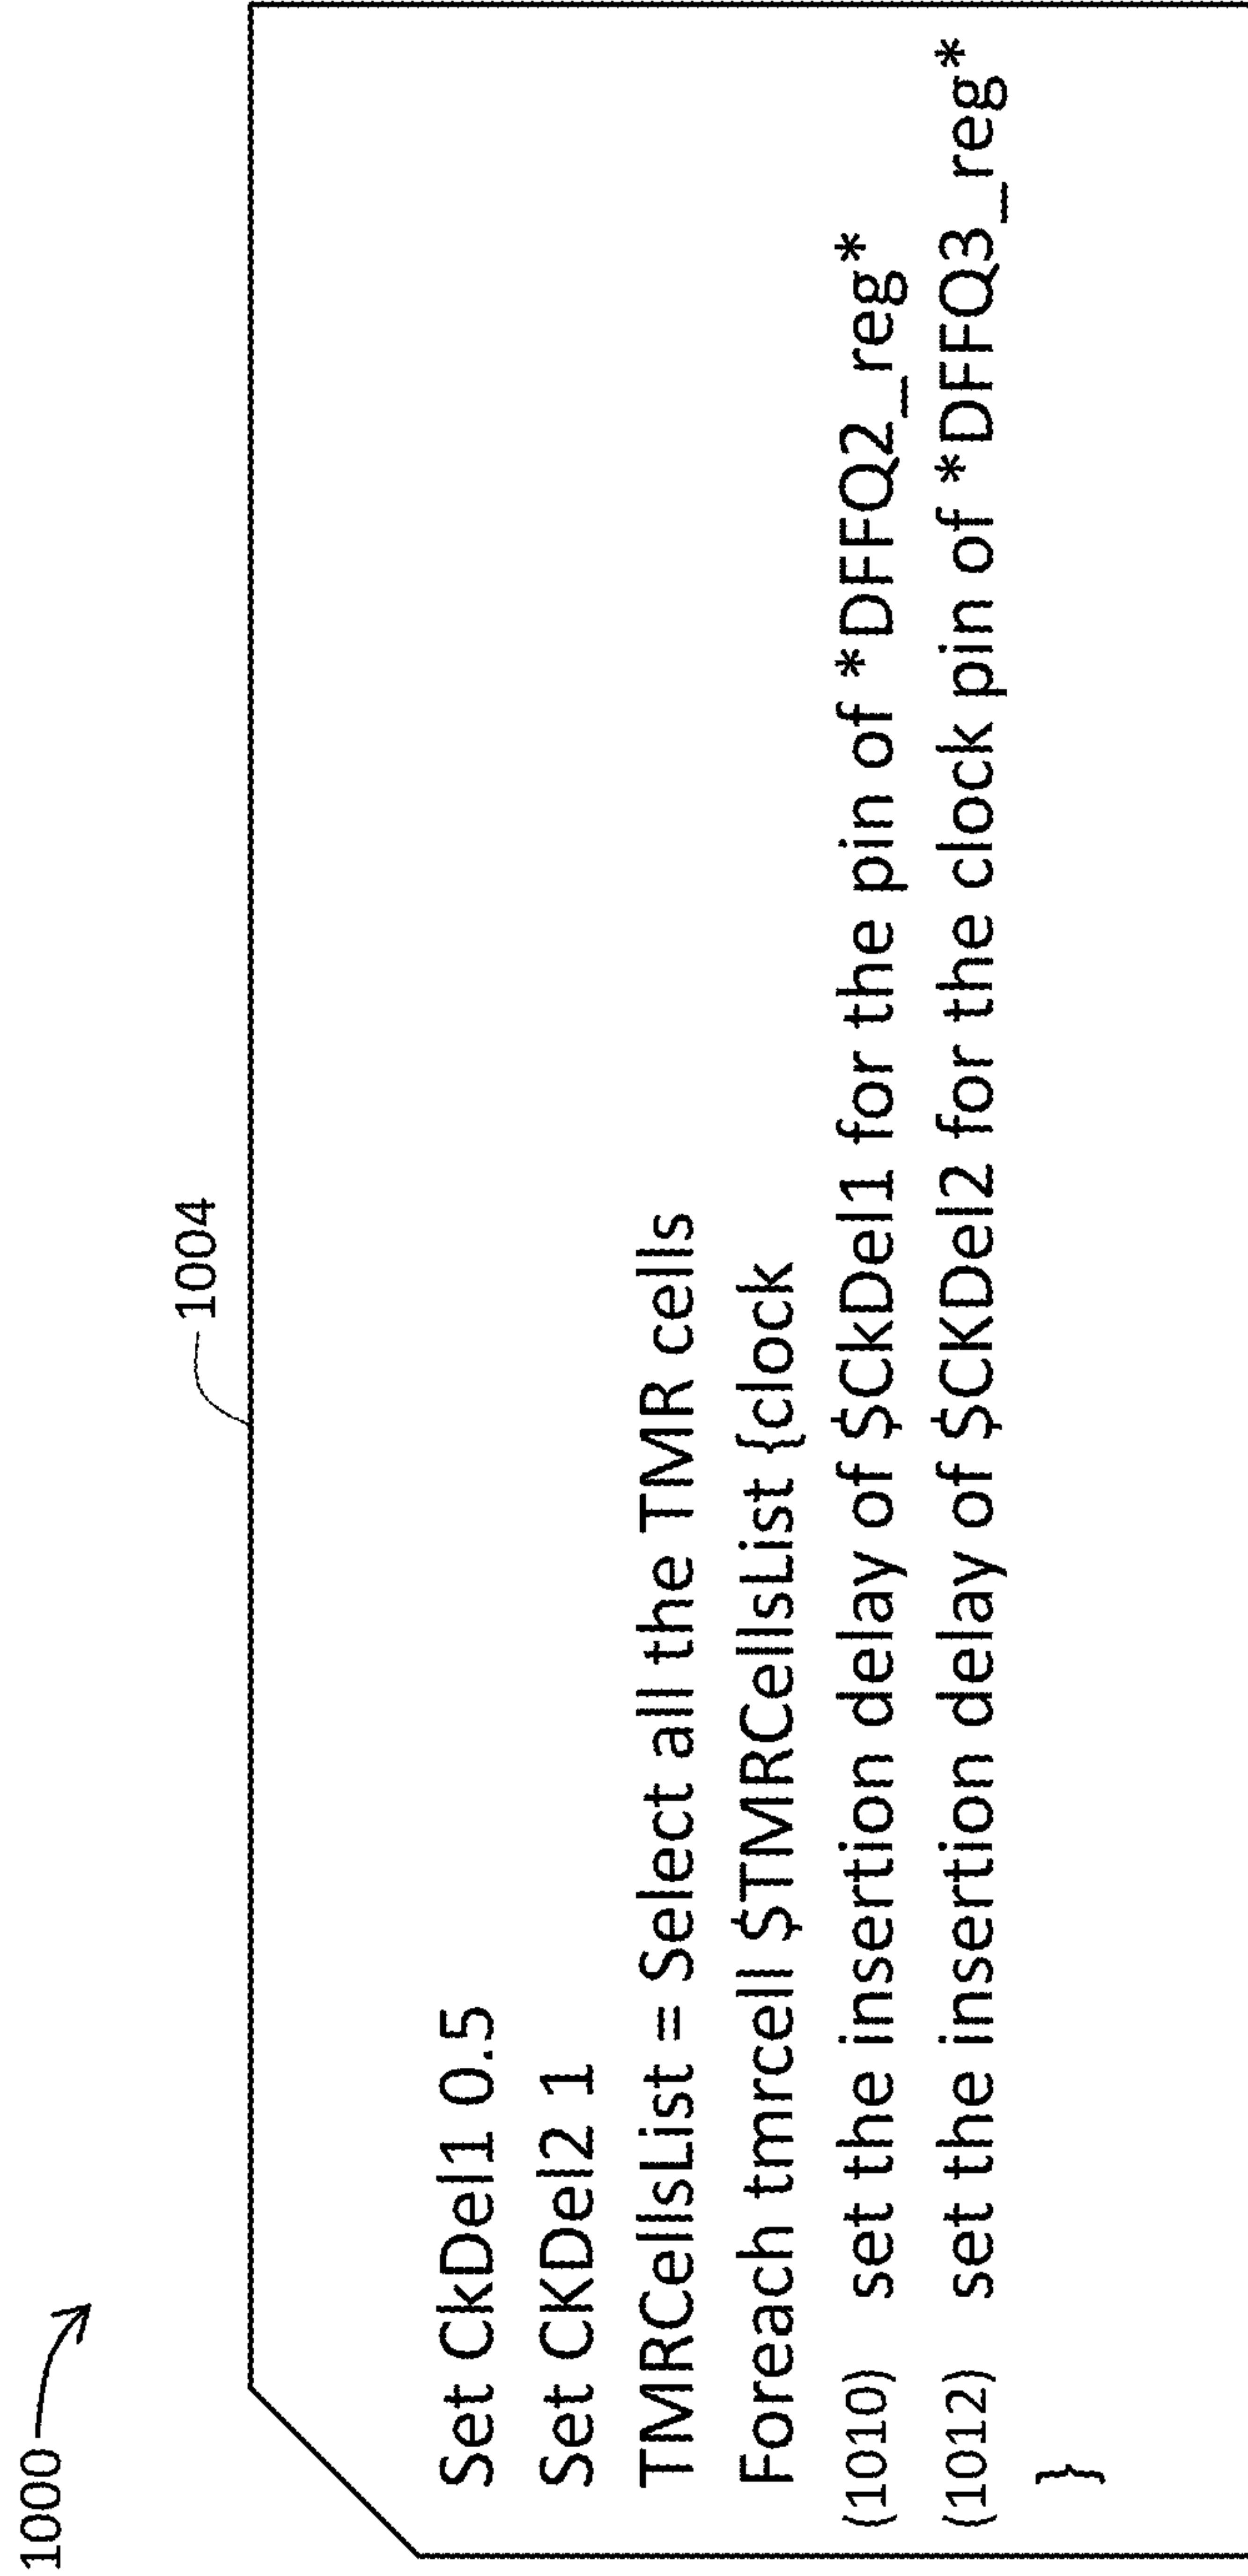 1000
1004
Set CkDel1 0.5
Set CKDel2 1
TMRCellsList = Select all the TMR cells
Foreach tmrcell $TMRCellsList {clock
(1010) set the insertion delay of $CkDel1 for the pin of *DFFQ2_reg*
(1012) set the insertion delay of $CKDel2 for the clock pin of *DFFQ3_reg*
}